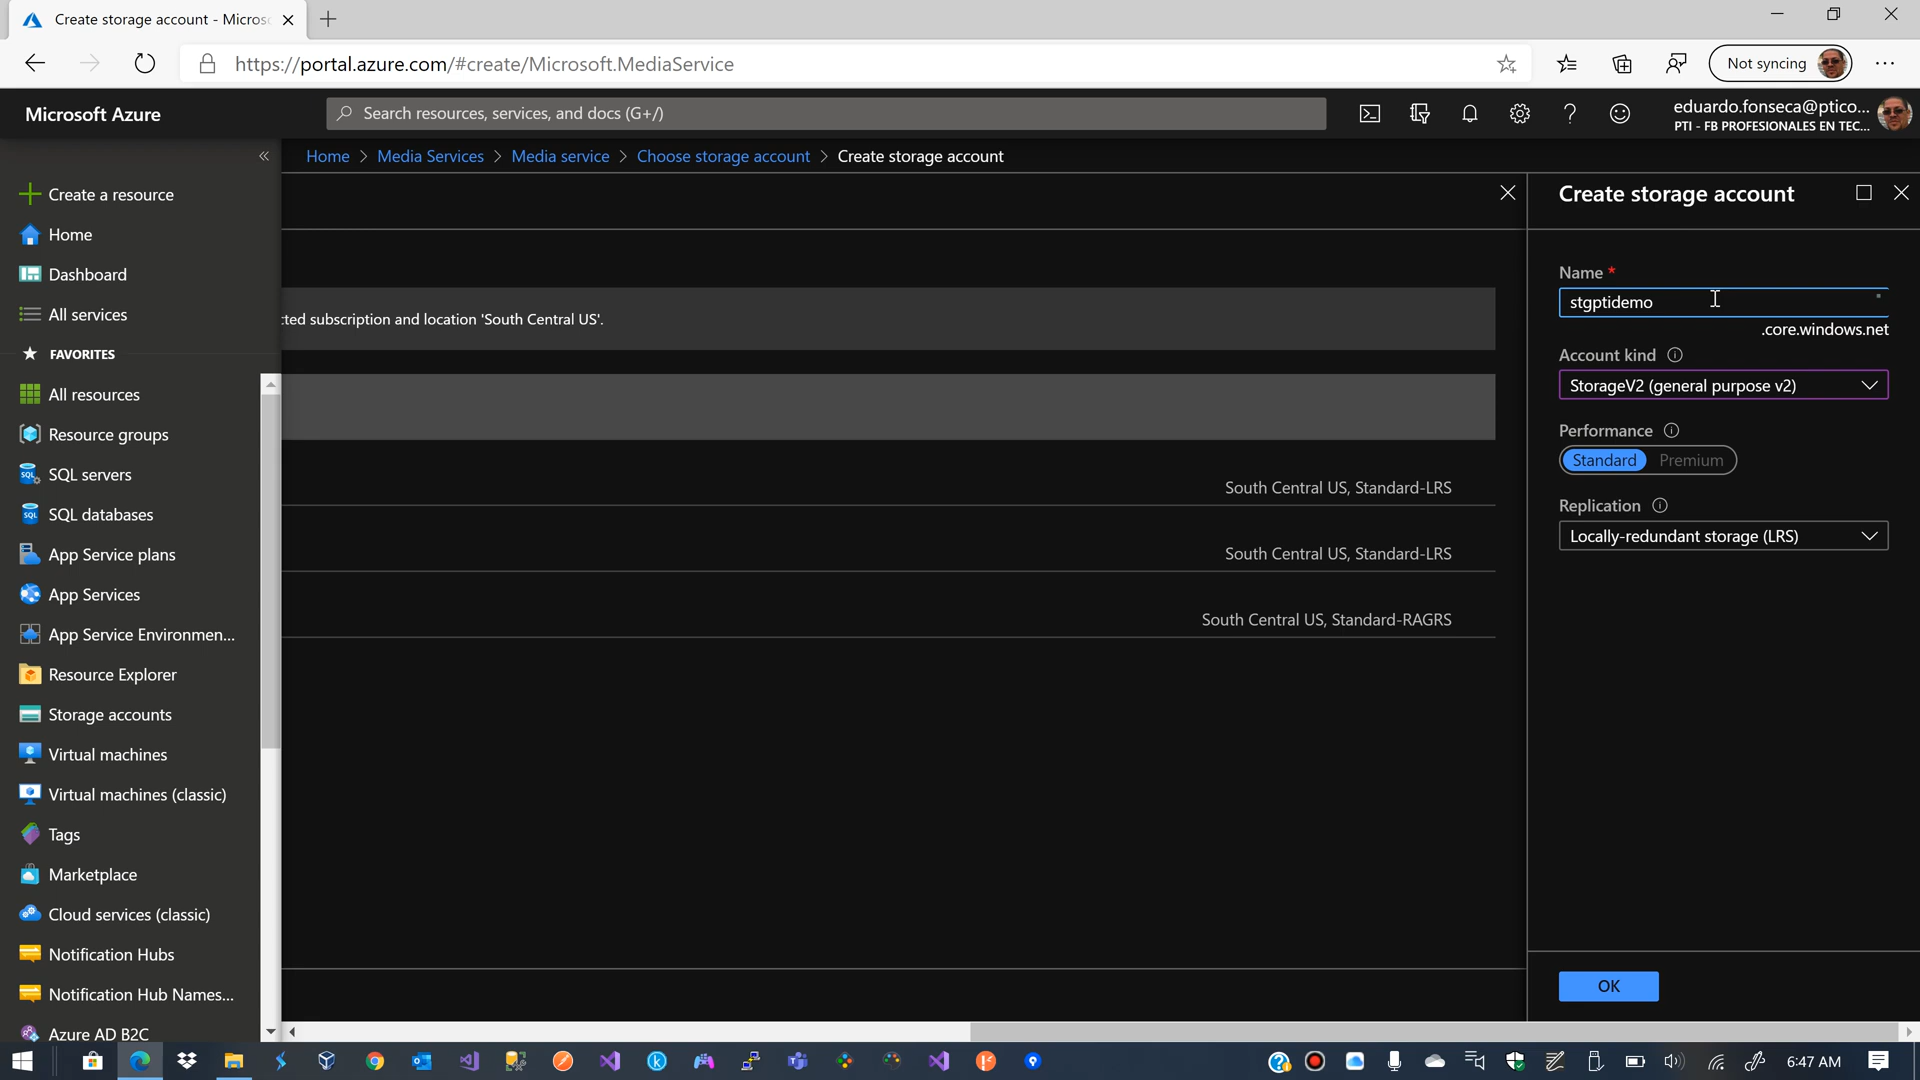 Create storage account - Micros
https://portal.azure.com/#create/Microsoft.MediaService
Not syncing
Microsoft Azure
Search resources, services, and docs (G+/)
eduardo.fonseca@ptico...
PTI - FB PROFESIONALES EN TEC...
Home > Media Services > Media service > Choose storage account > Create storage account
Create a resource
Home
Dashboard
All services
FAVORITES
All resources
Resource groups
SQL servers
SQL databases
App Service plans
App Services
App Service Environmen...
Resource Explorer
Storage accounts
Virtual machines
Virtual machines (classic)
Tags
Marketplace
Cloud services (classic)
Notification Hubs
Notification Hub Names...
Azure AD B2C
cted subscription and location 'South Central US'.
South Central US, Standard-LRS
South Central US, Standard-LRS
South Central US, Standard-RAGRS
Create storage account
Name *
stgptidemo
.core.windows.net
Account kind
StorageV2 (general purpose v2)
Performance
Standard Premium
Replication
Locally-redundant storage (LRS)
OK
6:47 AM